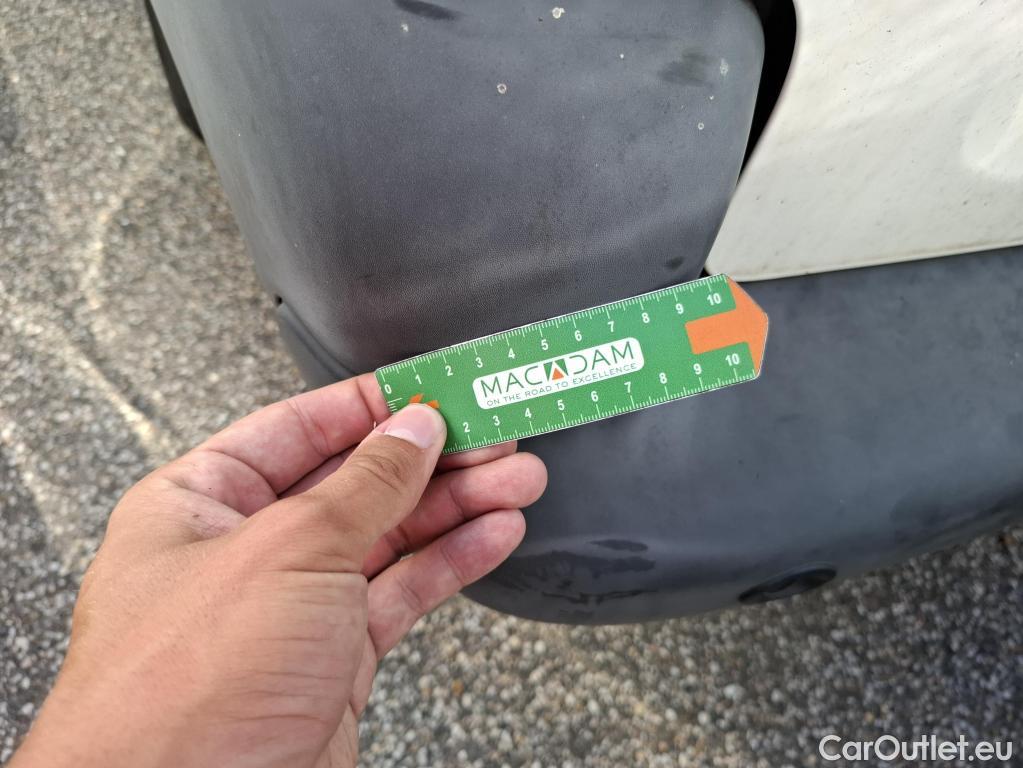 0 1 2 3 4 5 6 7 8 9 10
MACADAM
ON THE ROAD TO EXCELLENCE
2 3 4 5 6 7 8 9 10
CarOutlet.eu